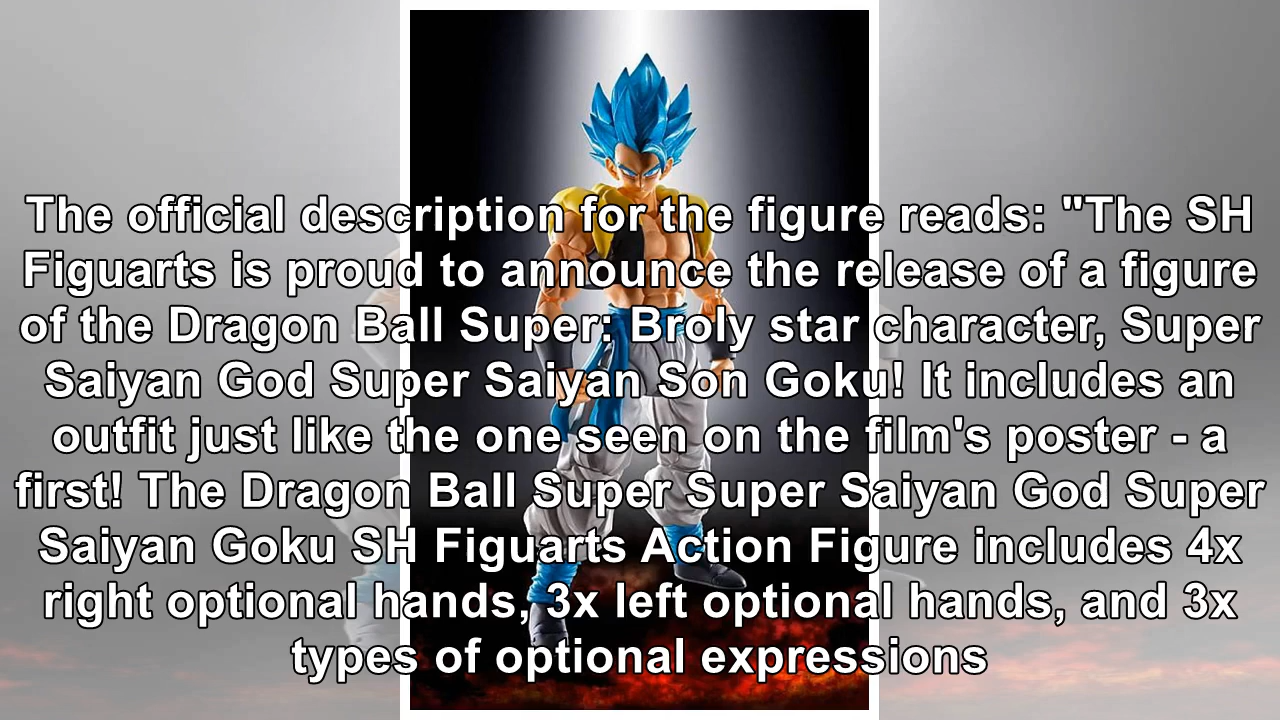 The official description for the figure reads: "The SH
Figuarts is proud to announce the release of a figure
of the Dragon Ball Super: Broly star character, Super
Saiyan God Super Saiyan Son Goku! It includes an
outfit just like the one seen on the film's poster - a
first! The Dragon Ball Super Super Saiyan God Super
Saiyan Goku SH Figuarts Action Figure includes 4x
right optional hands, 3x left optional hands, and 3x
types of optional expressions